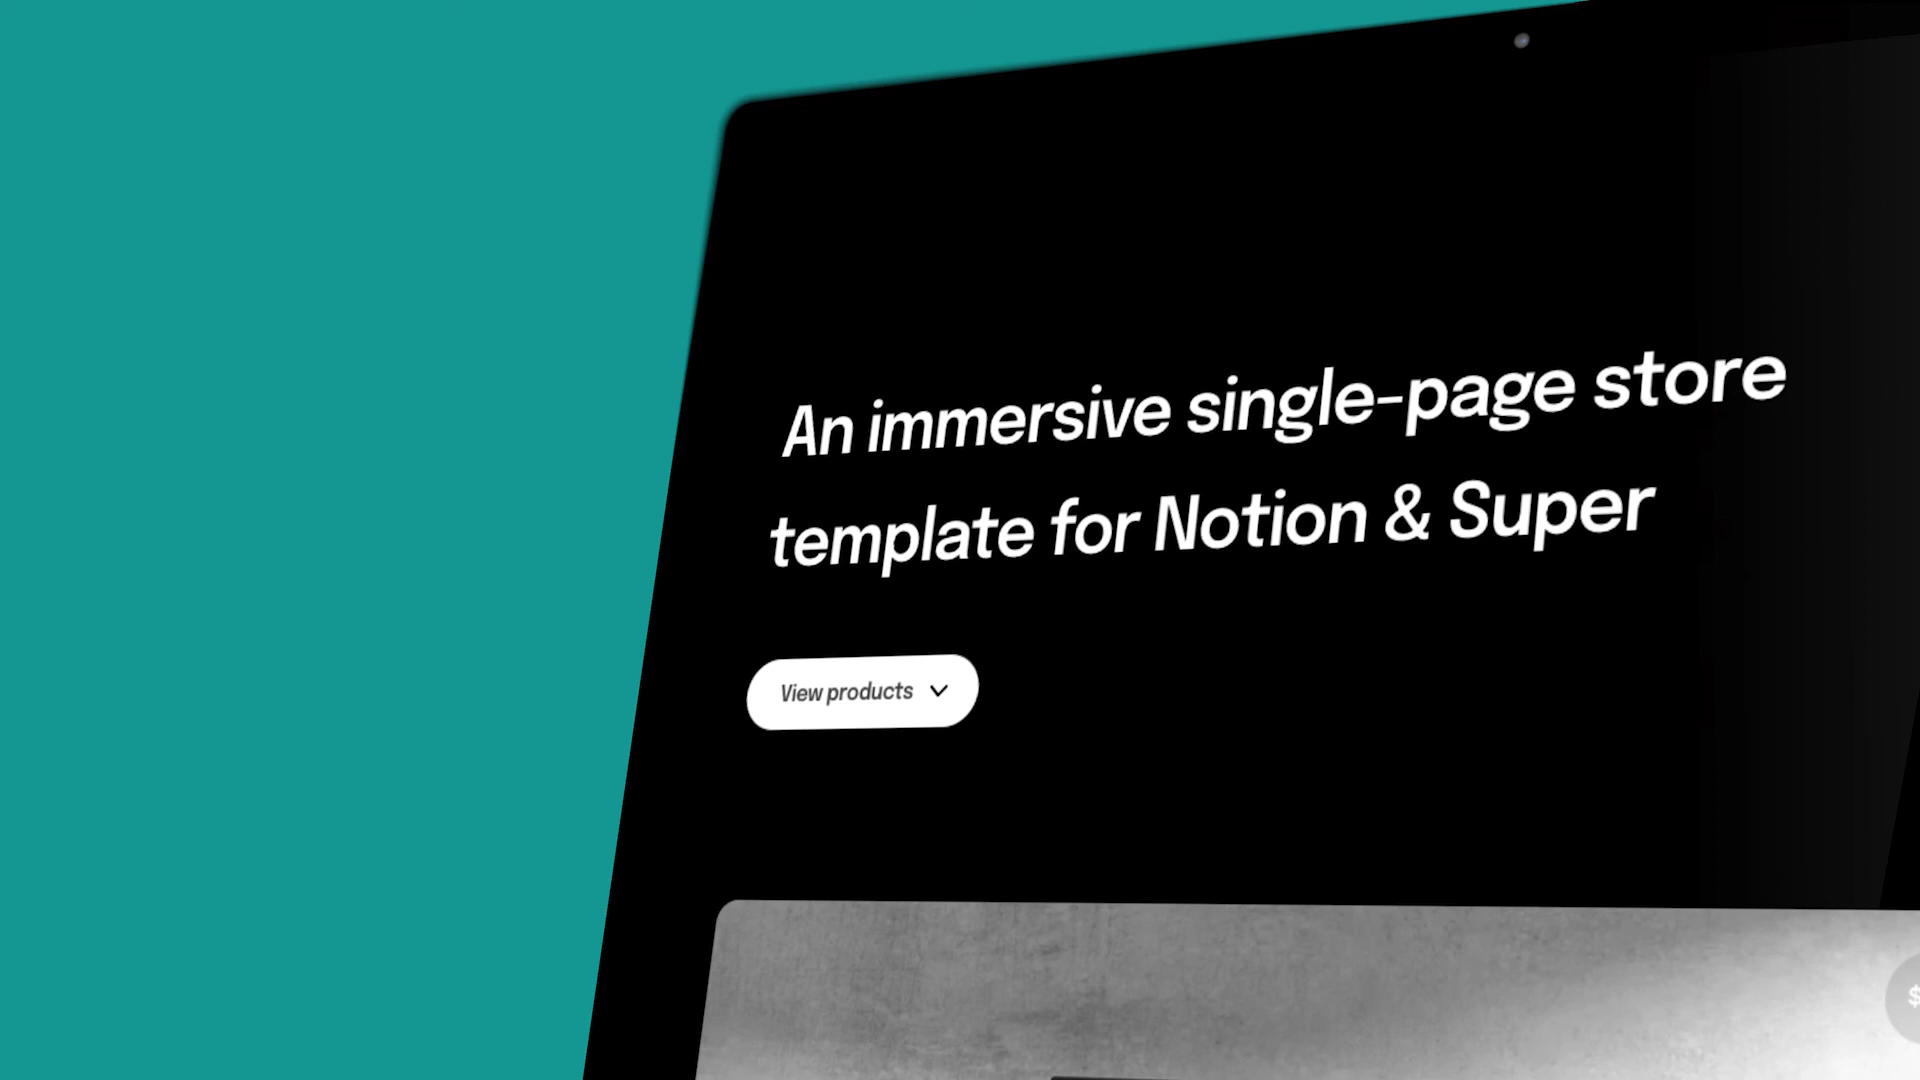 An immersive single-page store
template for Notion & Super
View products
$